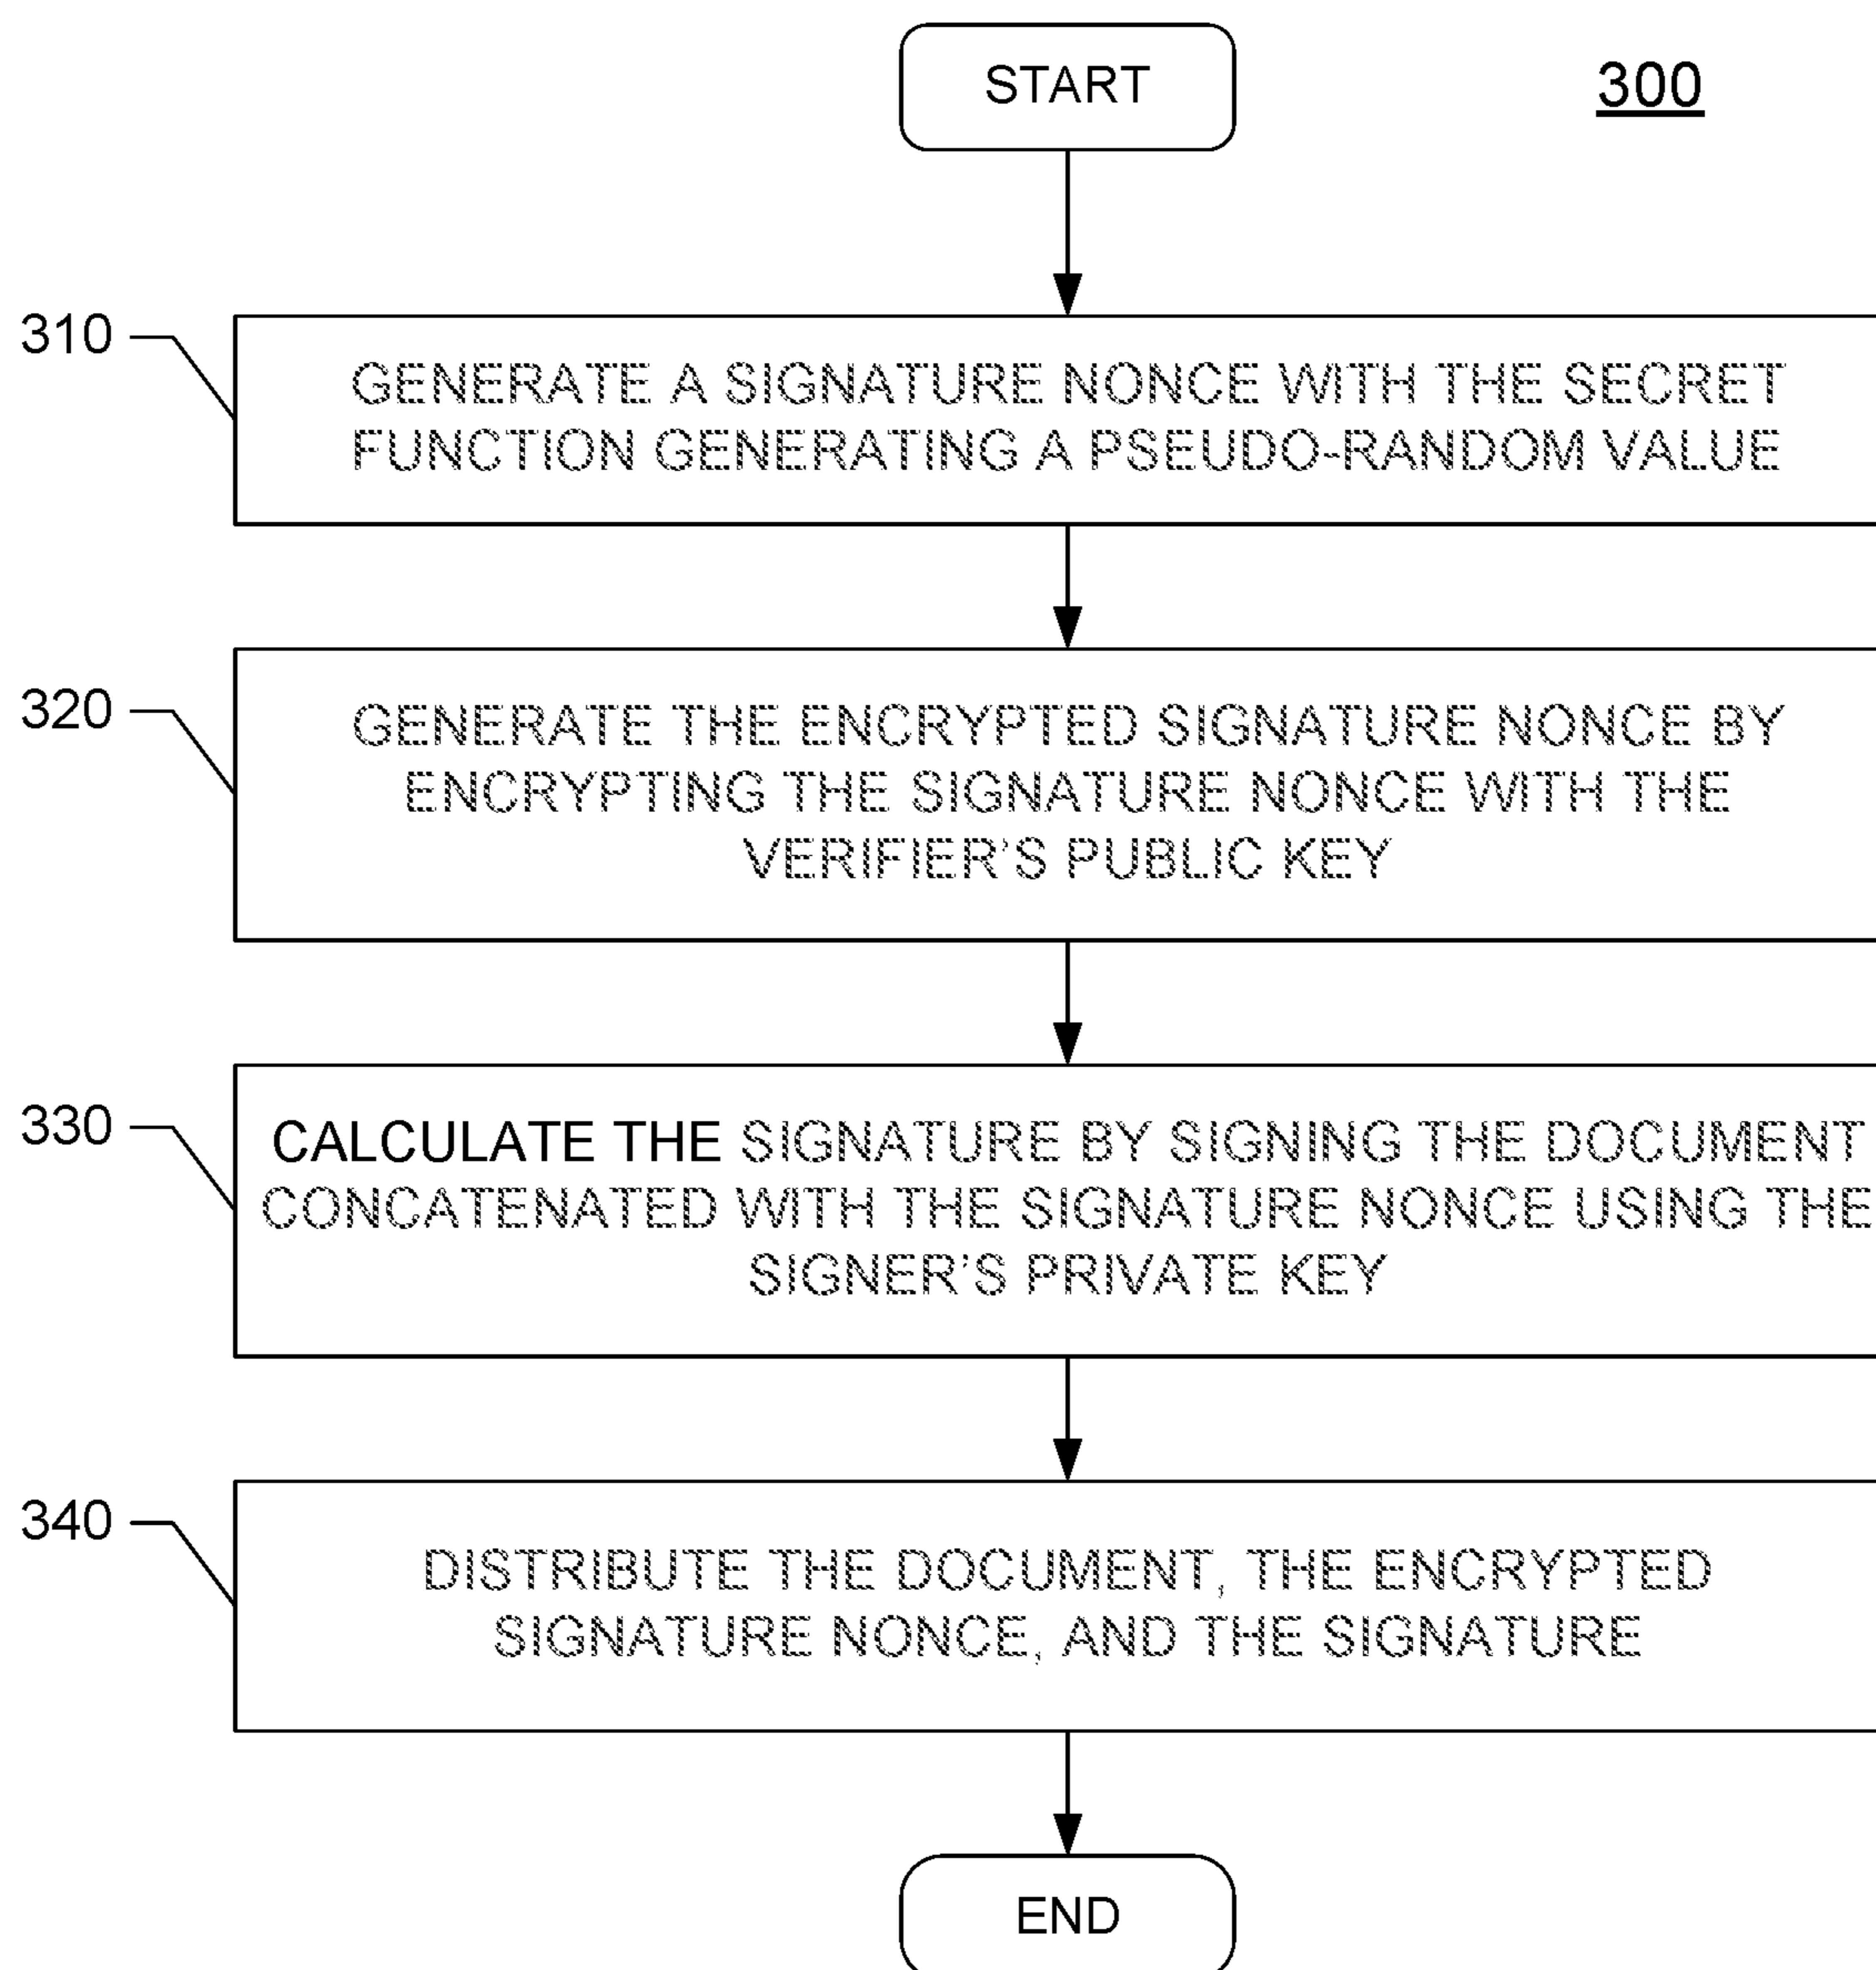 START
300
310
GENERATE A SIGNATURE NONCE WITH THE SECRET
FUNCTION GENERATING A PSEUDO-RANDOM VALUE
320
GENERATE THE ENCRYPTED SIGNATURE NONCE BY
ENCRYPTING THE SIGNATURE NONCE WITH THE
VERIFIER'S PUBLIC KEY
330
CALCULATE THE SIGNATURE BY SIGNING THE DOCUMENT
CONCATENATED WITH THE SIGNATURE NONCE USING THE
SIGNER'S PRIVATE KEY
340
DISTRIBUTE THE DOCUMENT, THE ENCRYPTED
SIGNATURE NONCE, AND THE SIGNATURE
END